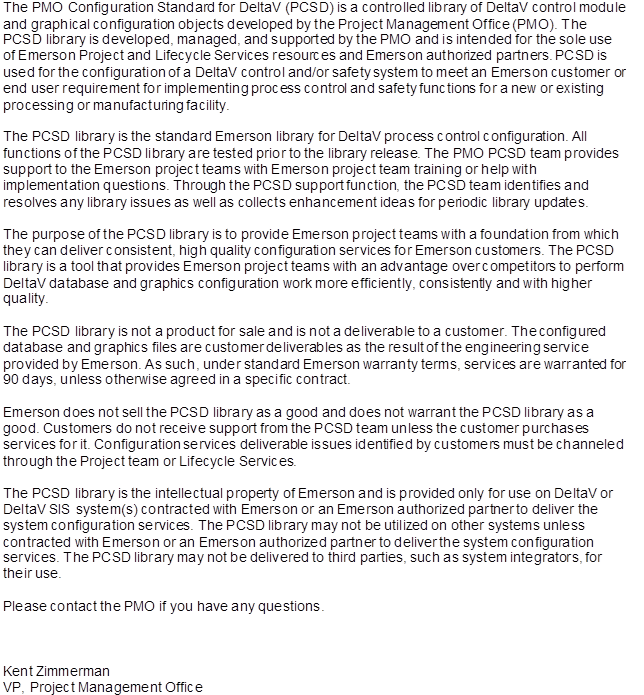 The PMO Configuration Standard for DeltaV (PCSD) is a controlled library of DeltaV control module
and graphical configuration objects developed by the Project Management Office (PMO). The
PCSD library is developed, managed, and supported by the PMO and is intended for the sole use
of Emerson Project and Lifecycle Services resources and Emerson authorized partners. PCSD is
used for the configuration of a DeltaV control and/or safety system to meet an Emerson customer or
end user requirement for implementing process control and safety functions for a new or existing
processing or manufacturing facility.
The PCSD library is the standard Emerson library for DeltaV process control configuration. All
functions of the PCSD library are tested prior to the library release. The PMO PCSD team provides
support to the Emerson project teams with Emerson project team training or help with
implementation questions. Through the PCSD support function, the PCSD team identifies and
resolves any library issues as well as collects enhancement ideas for periodic library updates.
The purpose of the PCSD library is to provide Emerson project teams with a foundation from which
they can deliver consistent, high quality configuration services for Emerson customers. The PCSD
library is a tool that provides Emerson project teams with an advantage over competitors to perform
DeltaV database and graphics configuration work more efficiently, consistently and with higher
quality.
The PCSD library is not a product for sale and is not a deliverable to a customer. The configured
database and graphics files are customer deliverables as the result of the engineering service
provided by Emerson. As such, under standard Emerson warranty terms, services are warranted for
90 days, unless otherwise agreed in a specific contract.
Emerson does not sell the PCSD library as a good and does not warrant the PCSD library as a
good. Customers do not receive support from the PCSD team unless the customer purchases
services for it. Configuration services deliverable issues identified by customers must be channeled
through the Project team or Lifecycle Services.
The PCSD library is the intellectual property of Emerson and is provided only for use on DeltaV or
DeltaV SIS system(s) contracted with Emerson or an Emerson authorized partner to deliver the
system configuration services. The PCSD library may not be utilized on other systems unless
contracted with Emerson or an Emerson authorized partner to deliver the system configuration
services. The PCSD library may not be delivered to third parties, such as system integrators, for
their use.
Please contact the PMO if you have any questions.
Kent Zimmerman
VP, Project Management Office